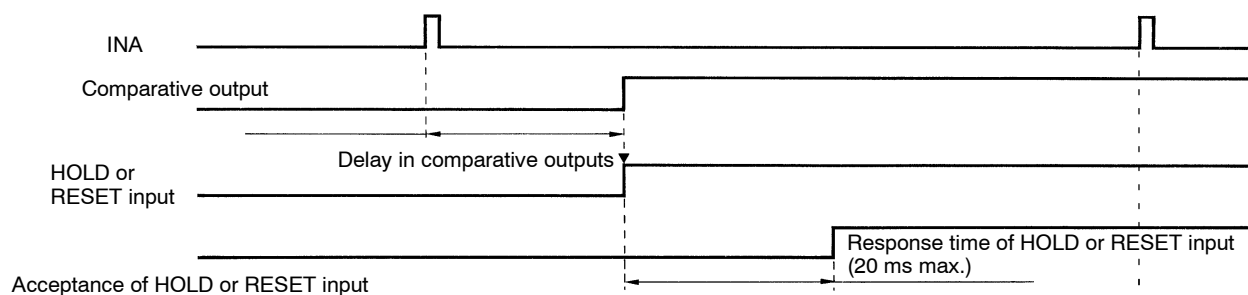 INA
Comparative output
Delay in comparative outputs
HOLD or
RESET input
Response time of HOLD or RESET input
(20 ms max.)
Acceptance of HOLD or RESET input